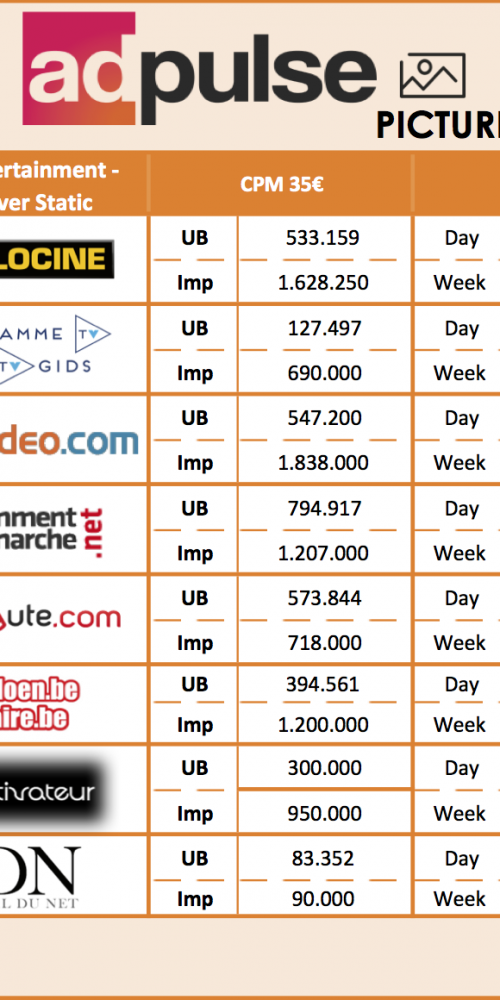 adpulse
PICTURE
ertainment -
ver Static
CPM 35€
LOCINE
UB 533.159 Day
Imp 1.628.250 Week
AMME TV
TV GIDS
UB 127.497 Day
Imp 690.000 Week
deo.com
UB 547.200 Day
Imp 1.838.000 Week
nment
marche
.net
UB 794.917 Day
Imp 1.207.000 Week
ute.com
UB 573.844 Day
Imp 718.000 Week
loen.be
ire.be
UB 394.561 Day
Imp 1.200.000 Week
tivateur
UB 300.000 Day
Imp 950.000 Week
DN
L DU NET
UB 83.352 Day
Imp 90.000 Week